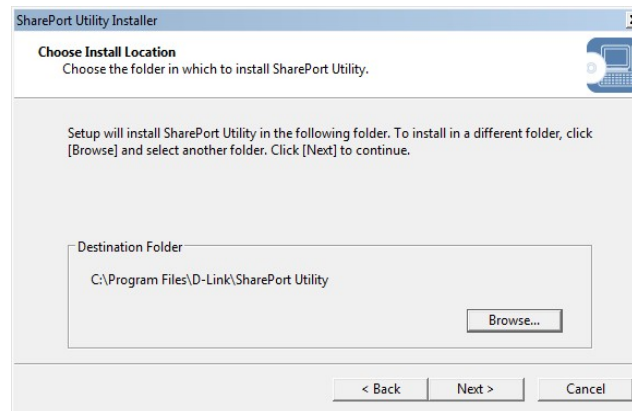 SharePort Utility Installer
Choose Install Location
Choose the folder in which to install SharePort Utility.
Setup will install SharePort Utility in the following folder. To install in a different folder, click
[Browse] and select another folder. Click [Next] to continue.
Destination Folder
C:\Program Files\D-Link\SharePort Utility
Browse...
< Back Next > Cancel